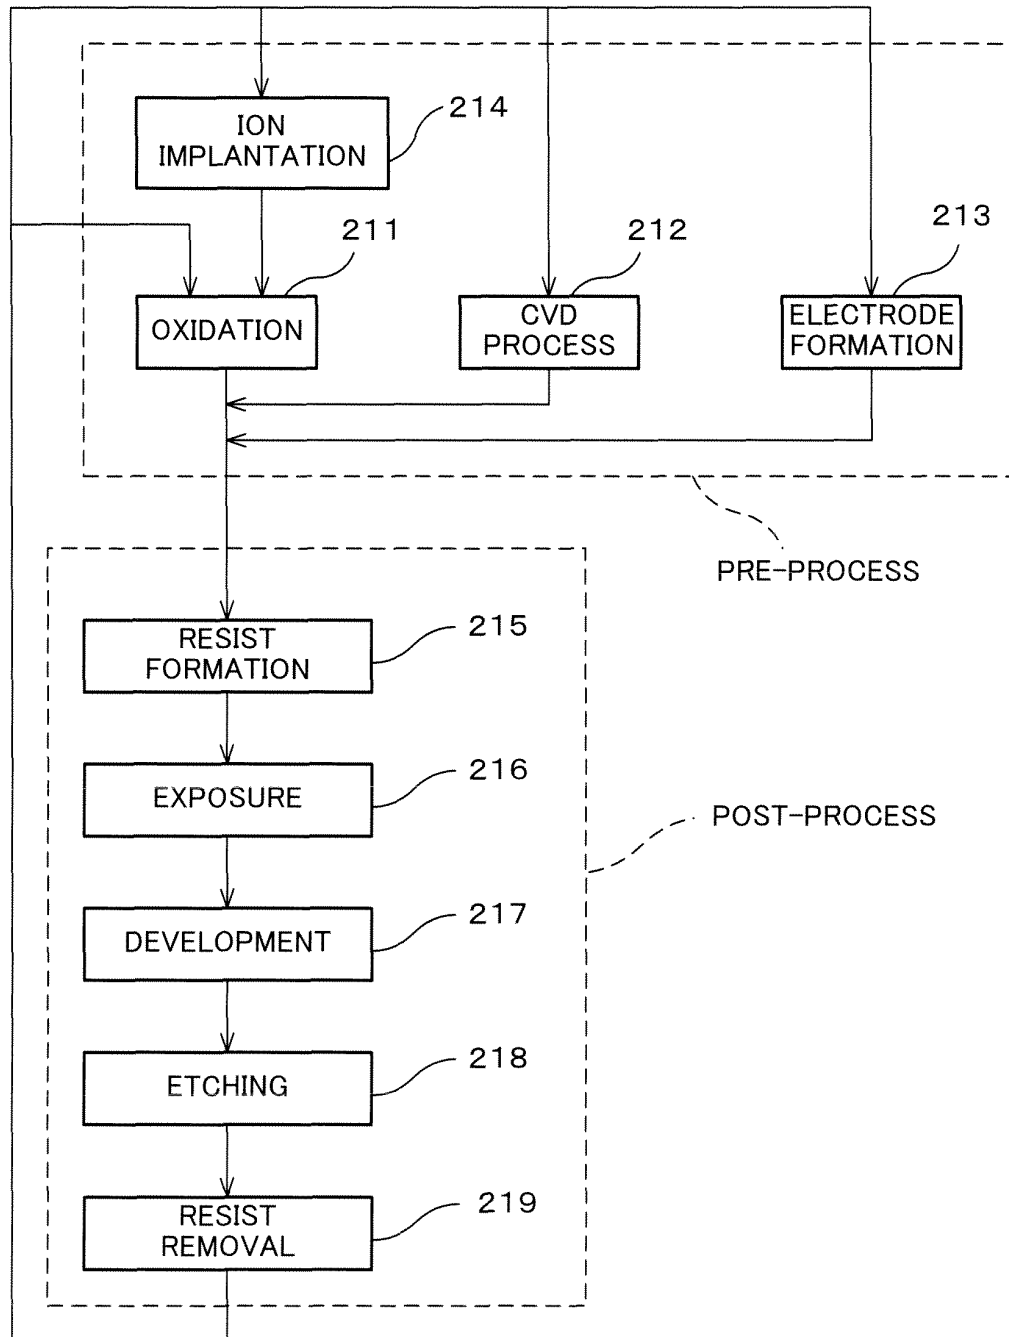 ION
IMPLANTATION
214
211
212
213
OXIDATION
CVD
PROCESS
ELECTRODE
FORMATION
PRE-PROCESS
RESIST
FORMATION
215
EXPOSURE
216
POST-PROCESS
DEVELOPMENT
217
ETCHING
218
RESIST
REMOVAL
219